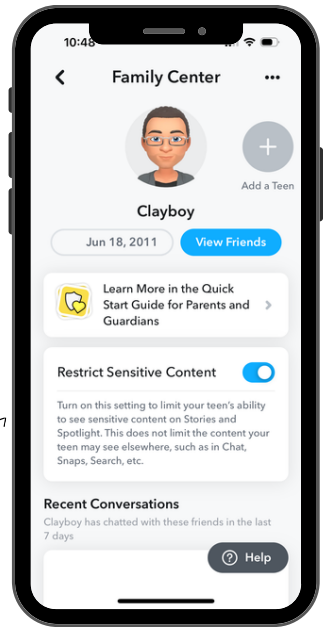 10:48
Family Center
Add a Teen
Clayboy
Jun 18, 2011
View Friends
Learn More in the Quick
Start Guide for Parents and
Guardians
Restrict Sensitive Content
Turn on this setting to limit your teen's ability
to see sensitive content on Stories and
Spotlight. This does not limit the content your
teen may see elsewhere, such as in Chat,
Snaps, Search, etc.
Recent Conversations
Clayboy has chatted with these friends in the last
7 days
Help